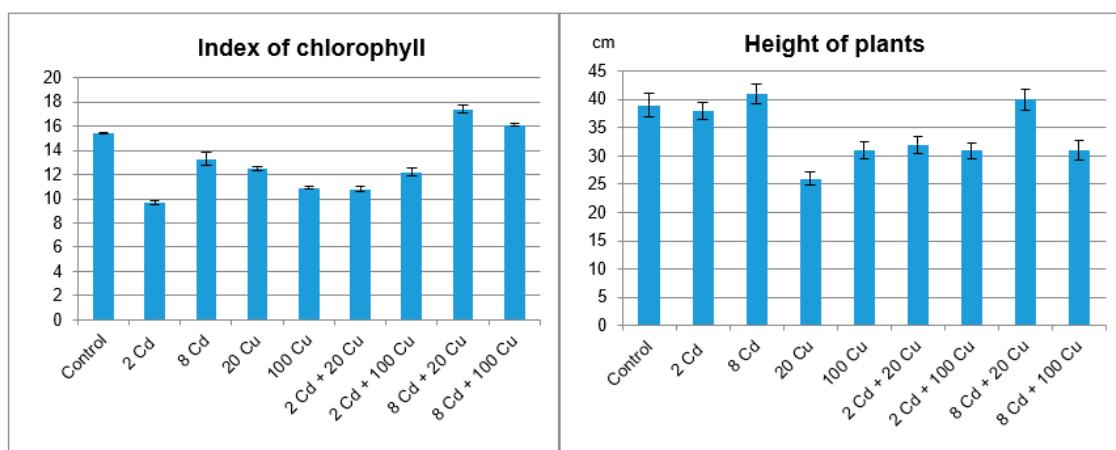 Index of chlorophyll
20
18
16
14
12
10
8
6
4
2
0
Control
2 Cd
8 Cd
20 Cu
100 Cu
2 Cd + 20 Cu
2 Cd + 100 Cu
8 Cd + 20 Cu
8 Cd + 100 Cu
cm
Height of plants
45
40
35
30
25
20
15
10
5
0
Control
2 Cd
8 Cd
20 Cu
100 Cu
2 Cd + 20 Cu
2 Cd + 100 Cu
8 Cd + 20 Cu
8 Cd + 100 Cu